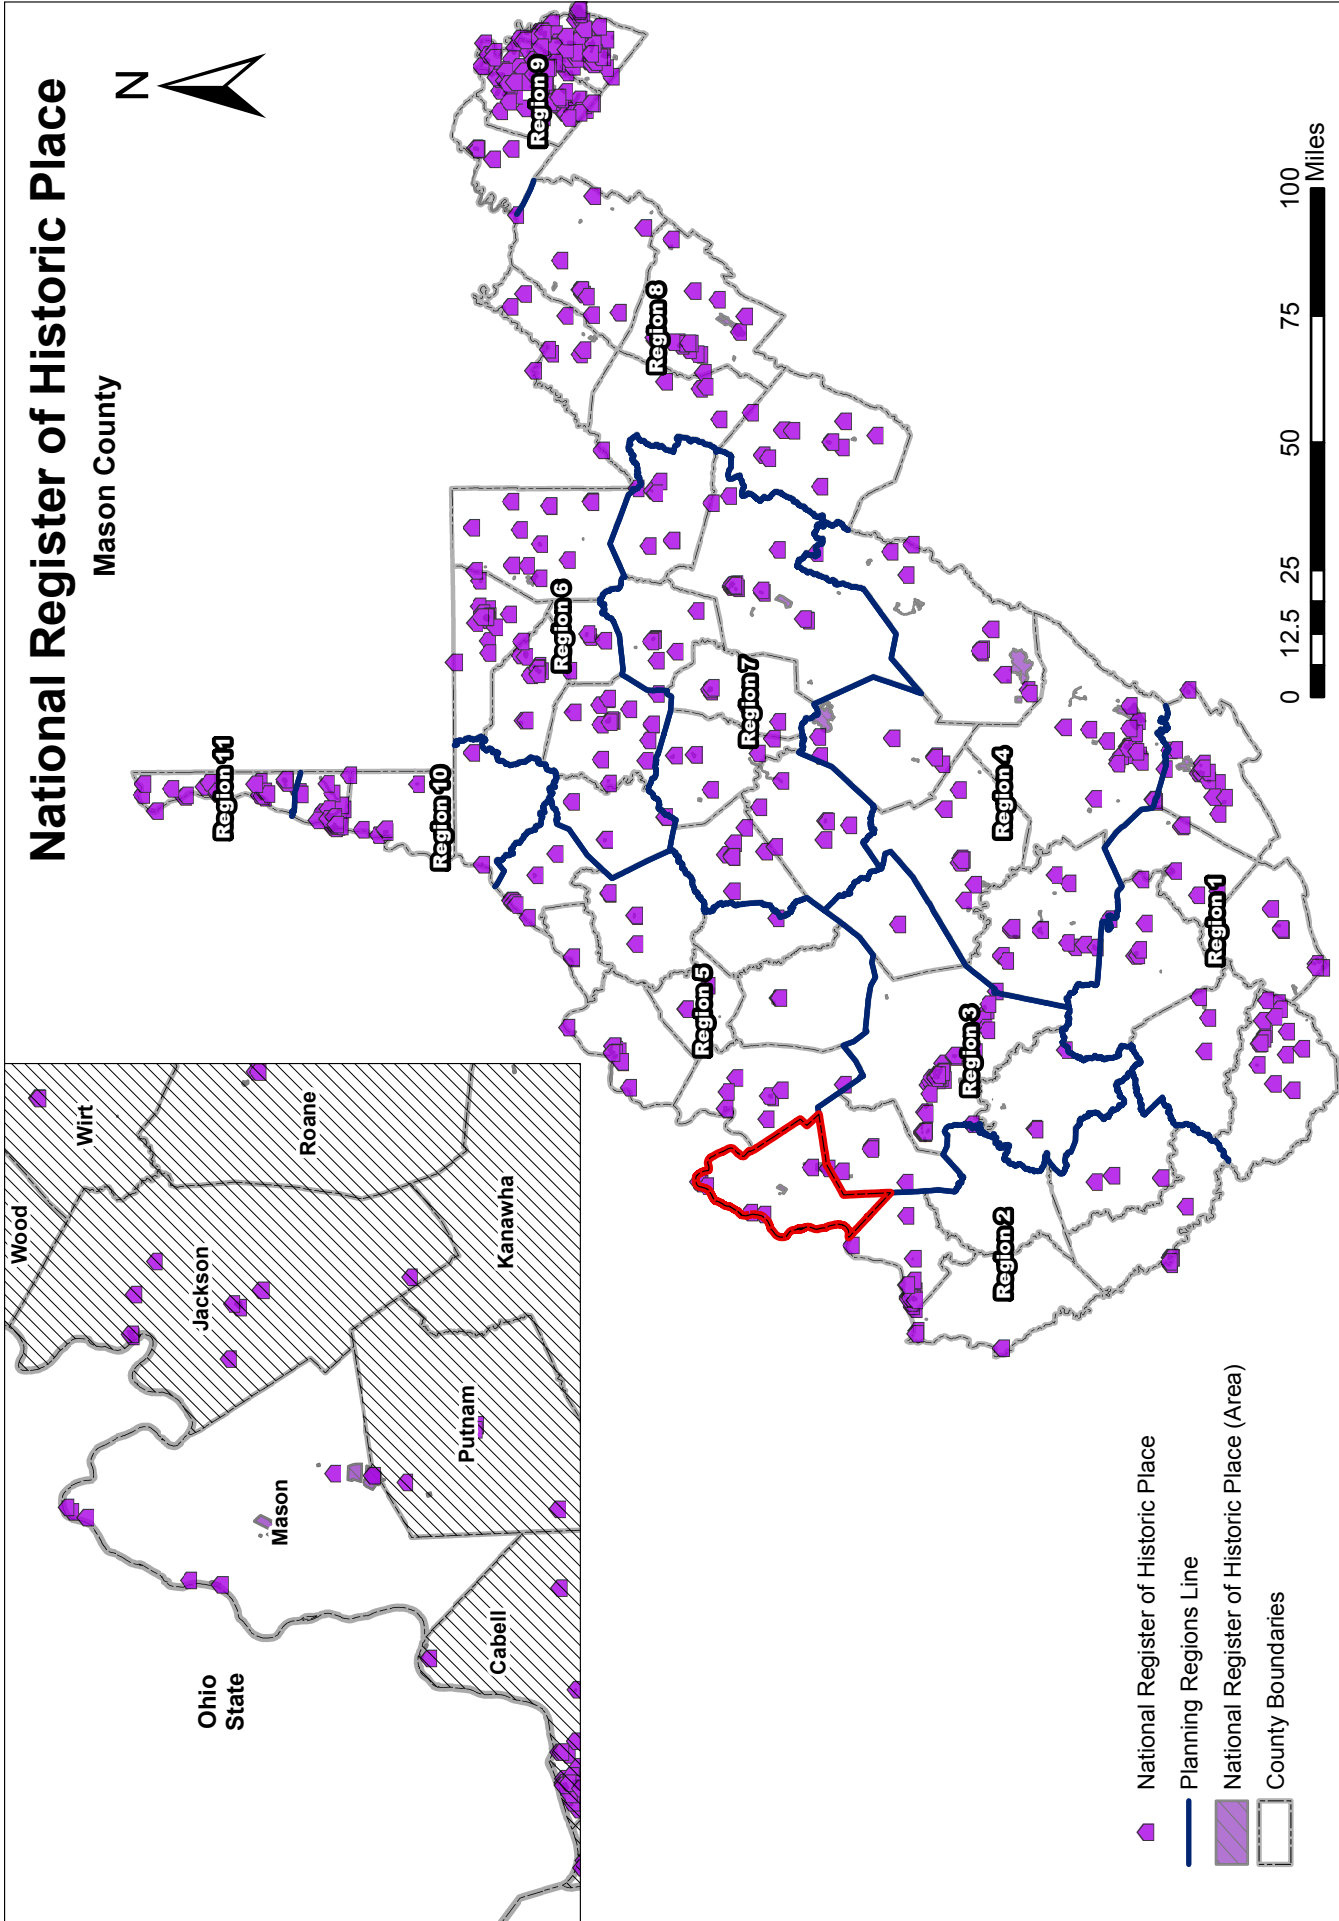 National Register of Historic Place
Mason County
N
Wood
Wirt
Roane
Jackson
Kanawha
Putnam
Mason
Cabell
Ohio
State
Region 11
Region 10
Region 9
Region 8
Region 6
Region 7
Region 5
Region 4
Region 3
Region 2
Region 1
National Register of Historic Place
Planning Regions Line
National Register of Historic Place (Area)
County Boundaries
0 12.5 25 50 75 100
Miles